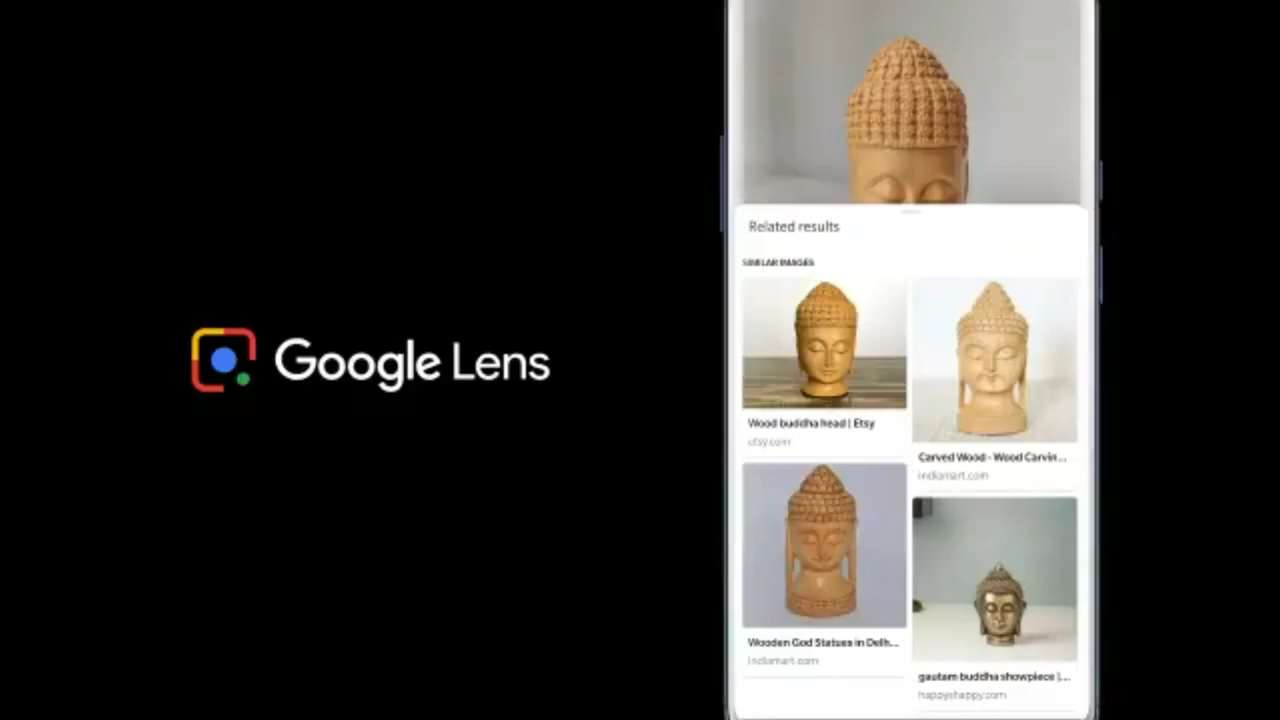 Google Lens
Related results
SIMILAR IMAGES
Wood buddha head | Etsy
etsy.com
Carved Wood - Wood Carvin...
indiamart.com
Wooden God Statues in Delh...
indiamart.com
gautam buddha showpiece |...
happyshappy.com